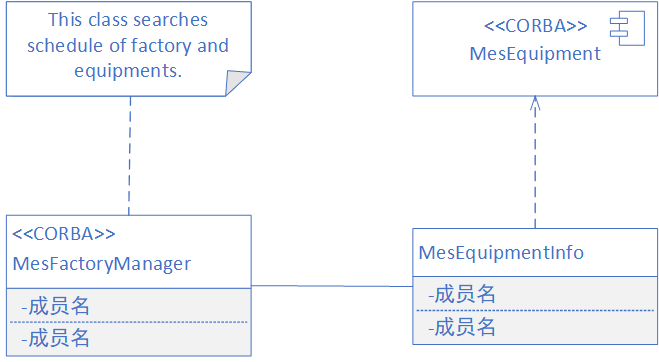 This class searches
schedule of factory and
equipments.
<<CORBA>>
MesEquipment
<<CORBA>>
MesFactoryManager
-成员名
-成员名
MesEquipmentInfo
-成员名
-成员名